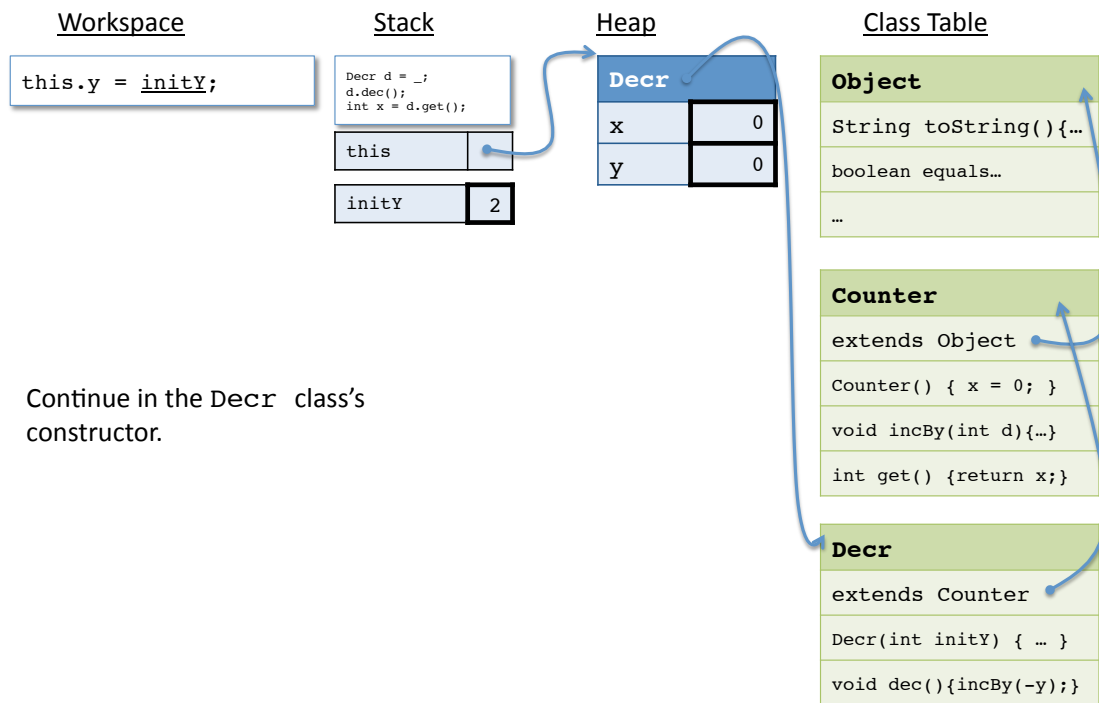 Workspace
Stack
Heap
Class Table
this.y = initY;
Decr d = _;
d.dec();
int x = d.get();
this
initY 2
Decr
x 0
y 0
Object
String toString(){…
boolean equals…
…
Counter
extends Object
Counter() { x = 0; }
void incBy(int d){…}
int get() {return x;}
Decr
extends Counter
Decr(int initY) { … }
void dec(){incBy(-y);}
Continue in the Decr class’s
constructor.